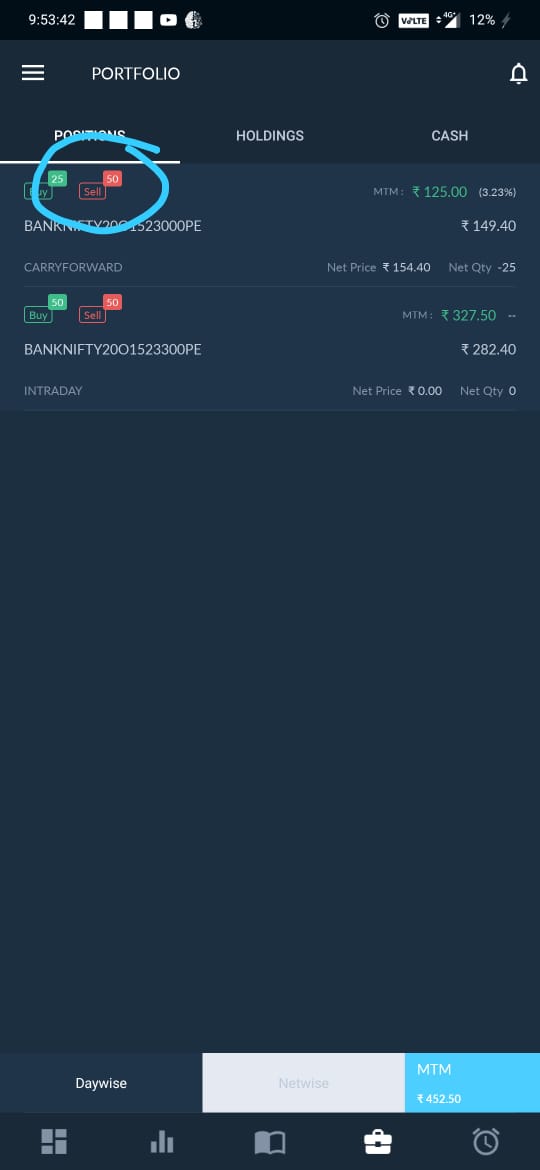 9:53:42 VoLTE 4G+ 12%
PORTFOLIO
POSITIONS HOLDINGS CASH
Buy 25 Sell 50 MTM : ₹ 125.00 (3.23%)
BANKNIFTY20O1523000PE ₹ 149.40
CARRYFORWARD Net Price ₹ 154.40 Net Qty -25
Buy 50 Sell 50 MTM : ₹ 327.50 --
BANKNIFTY20O1523300PE ₹ 282.40
INTRADAY Net Price ₹ 0.00 Net Qty 0
Daywise Netwise MTM
₹ 452.50